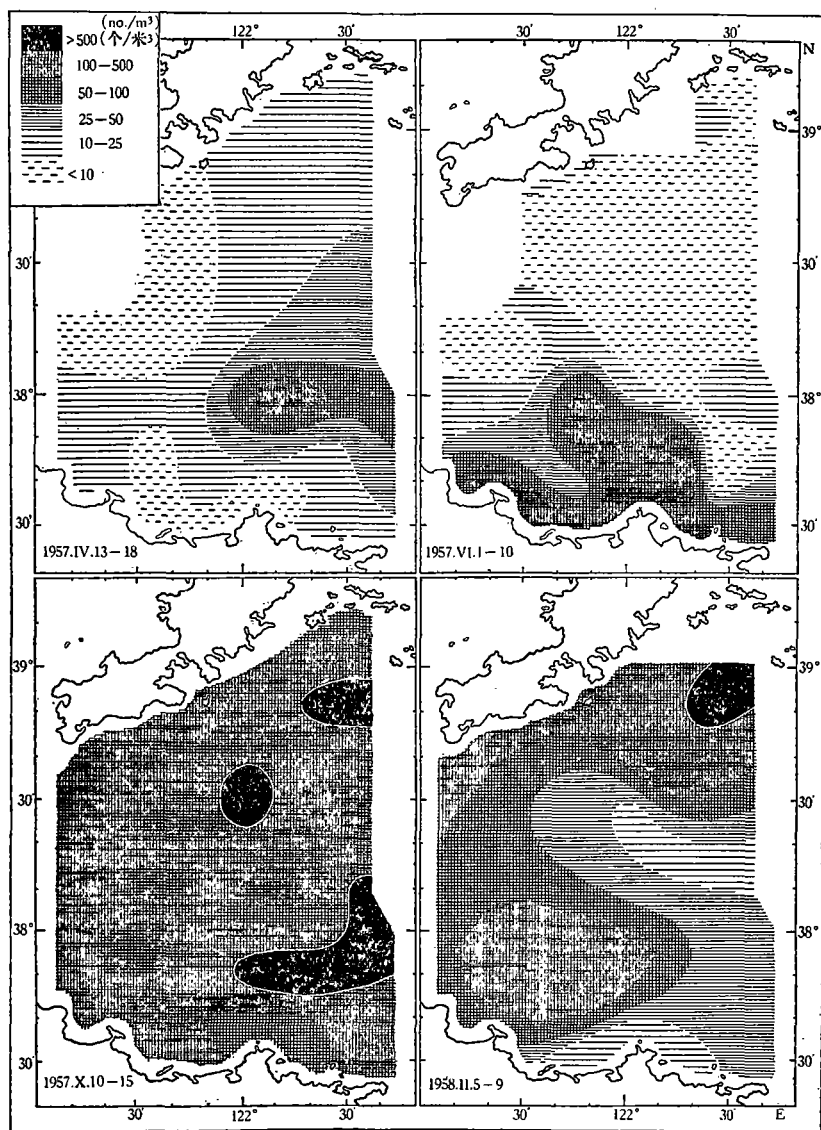 (no./m³)
>500 (个/米³)
100—500
50—100
25—50
10—25
<10
122° 30′
30′ 122° 30′ N
39°
30′
38°
30′
39°
30′
38°
30′
1957.IV.13—18
1957.VI.1—10
39°
30′
38°
30′
39°
30′
38°
30′
1957.X.10—15
1958.II.5—9
30′ 122° 30′
30′ 122° 30′ E